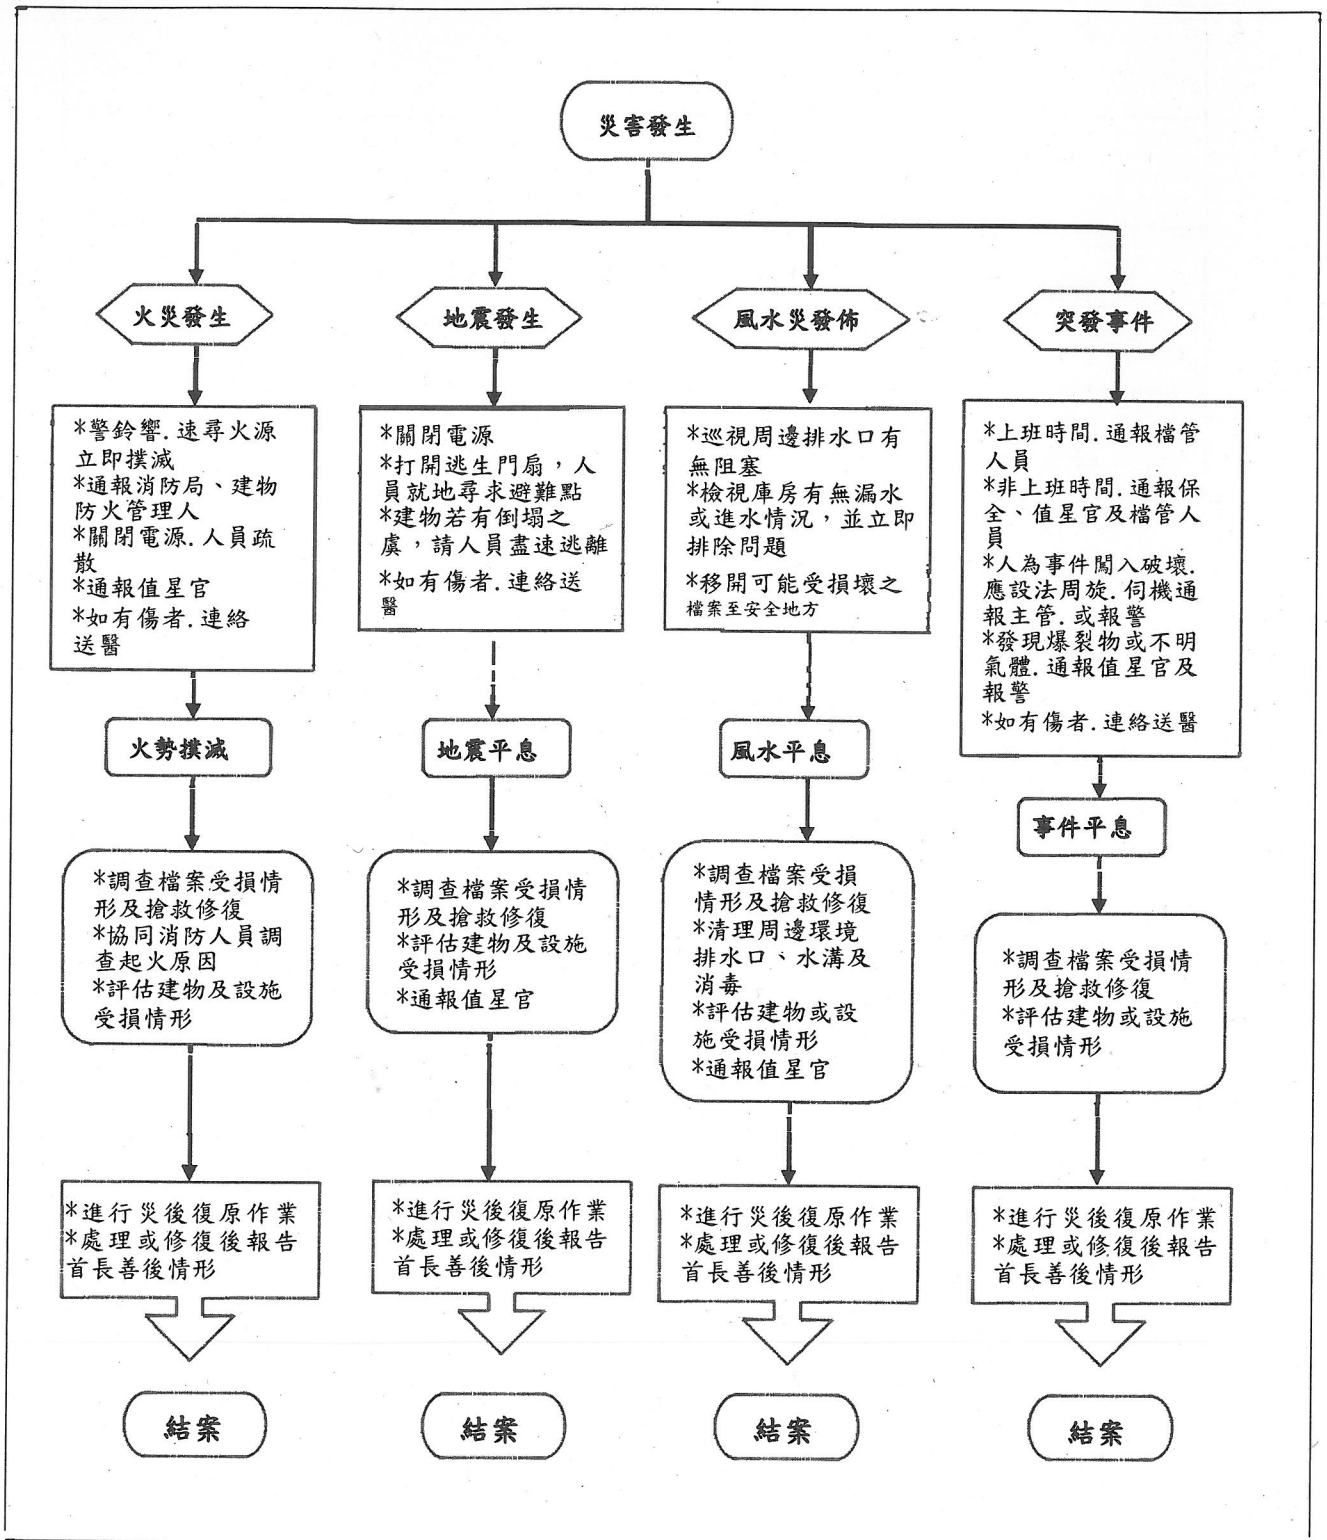 災害發生
火災發生
地震發生
風水災發佈
突發事件
*警鈴響.速尋火源
立即撲滅
*通報消防局、建物
防火管理人
*關閉電源.人員疏
散
*通報值星官
*如有傷者.連絡
送醫
*關閉電源
*打開逃生門扇，人
員就地尋求避難點
*建物若有倒塌之
虞，請人員盡速逃離
*如有傷者.連絡送
醫
*巡視周邊排水口有
無阻塞
*檢視庫房有無漏水
或進水情況，並立即
排除問題
*移開可能受損壞之
檔案至安全地方
*上班時間.通報檔管
人員
*非上班時間.通報保
全、值星官及檔管人
員
*人為事件闖入破壞.
應設法周旋.伺機通
報主管.或報警
*發現爆裂物或不明
氣體.通報值星官及
報警
*如有傷者.連絡送醫
火勢撲滅
地震平息
風水平息
事件平息
*調查檔案受損情
形及搶救修復
*協同消防人員調
查起火原因
*評估建物及設施
受損情形
*調查檔案受損情
形及搶救修復
*評估建物及設施
受損情形
*通報值星官
*調查檔案受損
情形及搶救修復
*清理周邊環境
排水口、水溝及
消毒
*評估建物或設
施受損情形
*通報值星官
*調查檔案受損情
形及搶救修復
*評估建物或設施
受損情形
*進行災後復原作業
*處理或修復後報告
首長善後情形
*進行災後復原作業
*處理或修復後報告
首長善後情形
*進行災後復原作業
*處理或修復後報告
首長善後情形
*進行災後復原作業
*處理或修復後報告
首長善後情形
結案
結案
結案
結案